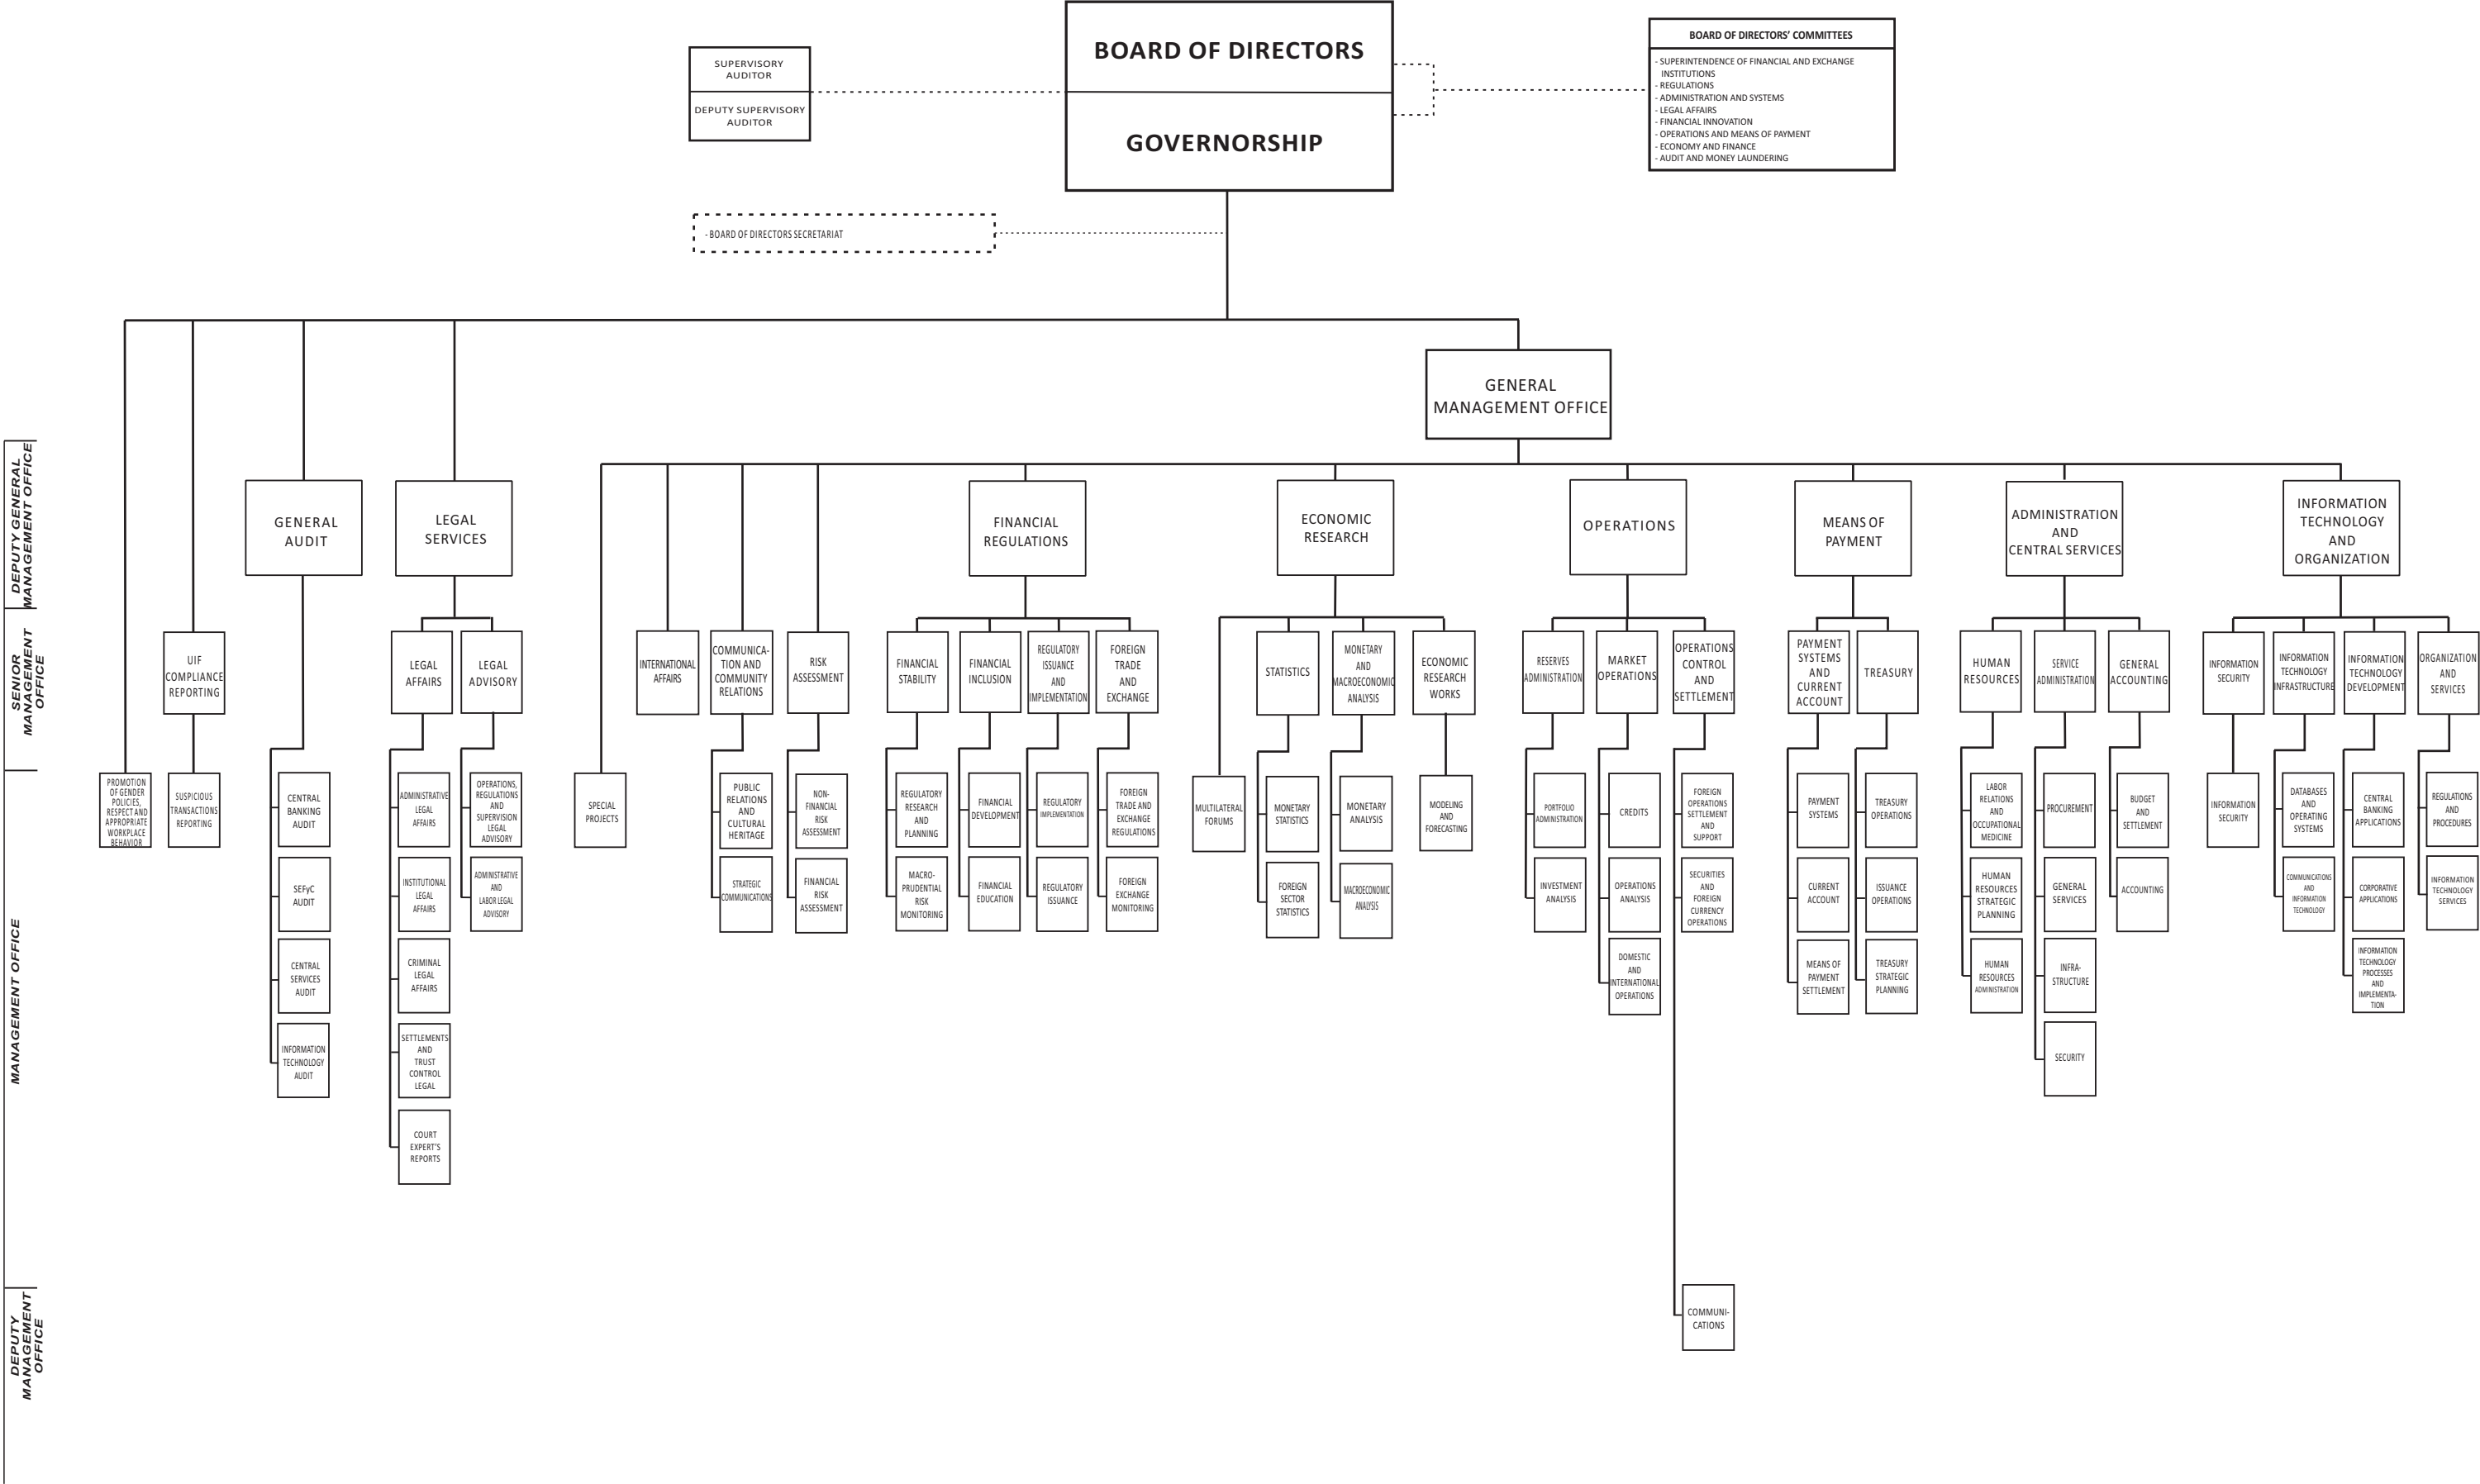 BOARD OF DIRECTORS
GOVERNORSHIP
SUPERVISORY
AUDITOR
DEPUTY SUPERVISORY
AUDITOR
BOARD OF DIRECTORS' COMMITTEES
- SUPERINTENDENCE OF FINANCIAL AND EXCHANGE
INSTITUTIONS
- REGULATIONS
- ADMINISTRATION AND SYSTEMS
- LEGAL AFFAIRS
- FINANCIAL INNOVATION
- OPERATIONS AND MEANS OF PAYMENT
- ECONOMY AND FINANCE
- AUDIT AND MONEY LAUNDERING
- BOARD OF DIRECTORS SECRETARIAT
GENERAL
MANAGEMENT OFFICE
DEPUTY GENERAL
MANAGEMENT OFFICE
GENERAL
AUDIT
LEGAL
SERVICES
FINANCIAL
REGULATIONS
ECONOMIC
RESEARCH
OPERATIONS
MEANS OF
PAYMENT
ADMINISTRATION
AND
CENTRAL SERVICES
INFORMATION
TECHNOLOGY
AND
ORGANIZATION
SENIOR
MANAGEMENT
OFFICE
UIF
COMPLIANCE
REPORTING
LEGAL
AFFAIRS
LEGAL
ADVISORY
INTERNATIONAL
AFFAIRS
COMMUNICA-
TION AND
COMMUNITY
RELATIONS
RISK
ASSESSMENT
FINANCIAL
STABILITY
FINANCIAL
INCLUSION
REGULATORY
ISSUANCE
AND
IMPLEMENTATION
FOREIGN
TRADE
AND
EXCHANGE
STATISTICS
MONETARY
AND
MACROECONOMIC
ANALYSIS
ECONOMIC
RESEARCH
WORKS
RESERVES
ADMINISTRATION
MARKET
OPERATIONS
OPERATIONS
CONTROL
AND
SETTLEMENT
PAYMENT
SYSTEMS
AND
CURRENT
ACCOUNT
TREASURY
HUMAN
RESOURCES
SERVICE
ADMINISTRATION
GENERAL
ACCOUNTING
INFORMATION
SECURITY
INFORMATION
TECHNOLOGY
INFRASTRUCTURE
INFORMATION
TECHNOLOGY
DEVELOPMENT
ORGANIZATION
AND
SERVICES
MANAGEMENT OFFICE
PROMOTION
OF GENDER
POLICIES,
RESPECT AND
APPROPRIATE
WORKPLACE
BEHAVIOR
SUSPICIOUS
TRANSACTIONS
REPORTING
CENTRAL
BANKING
AUDIT
ADMINISTRATIVE
LEGAL
AFFAIRS
OPERATIONS,
REGULATIONS
AND
SUPERVISION
LEGAL
ADVISORY
SPECIAL
PROJECTS
PUBLIC
RELATIONS
AND
CULTURAL
HERITAGE
NON-
FINANCIAL
RISK
ASSESSMENT
REGULATORY
RESEARCH
AND
PLANNING
FINANCIAL
DEVELOPMENT
REGULATORY
IMPLEMENTATION
FOREIGN
TRADE AND
EXCHANGE
REGULATIONS
MULTILATERAL
FORUMS
MONETARY
STATISTICS
MONETARY
ANALYSIS
MODELING
AND
FORECASTING
PORTFOLIO
ADMINISTRATION
CREDITS
FOREIGN
OPERATIONS
SETTLEMENT
AND
SUPPORT
PAYMENT
SYSTEMS
TREASURY
OPERATIONS
LABOR
RELATIONS
AND
OCCUPATIONAL
MEDICINE
PROCUREMENT
BUDGET
AND
SETTLEMENT
INFORMATION
SECURITY
DATABASES
AND
OPERATING
SYSTEMS
CENTRAL
BANKING
APPLICATIONS
REGULATIONS
AND
PROCEDURES
SEFyC
AUDIT
INSTITUTIONAL
LEGAL
AFFAIRS
ADMINISTRATIVE
AND
LABOR LEGAL
ADVISORY
STRATEGIC
COMMUNICATIONS
FINANCIAL
RISK
ASSESSMENT
MACRO-
PRUDENTIAL
RISK
MONITORING
FINANCIAL
EDUCATION
REGULATORY
ISSUANCE
FOREIGN
EXCHANGE
MONITORING
FOREIGN
SECTOR
STATISTICS
MACROECONOMIC
ANALYSIS
INVESTMENT
ANALYSIS
OPERATIONS
ANALYSIS
SECURITIES
AND
FOREIGN
CURRENCY
OPERATIONS
CURRENT
ACCOUNT
ISSUANCE
OPERATIONS
HUMAN
RESOURCES
STRATEGIC
PLANNING
GENERAL
SERVICES
ACCOUNTING
COMMUNICATIONS
AND
INFORMATION
TECHNOLOGY
CORPORATIVE
APPLICATIONS
INFORMATION
TECHNOLOGY
SERVICES
CENTRAL
SERVICES
AUDIT
CRIMINAL
LEGAL
AFFAIRS
DOMESTIC
AND
INTERNATIONAL
OPERATIONS
MEANS OF
PAYMENT
SETTLEMENT
TREASURY
STRATEGIC
PLANNING
HUMAN
RESOURCES
ADMINISTRATION
INFRA-
STRUCTURE
INFORMATION
TECHNOLOGY
PROCESSES
AND
IMPLEMENTA-
TION
INFORMATION
TECHNOLOGY
AUDIT
SETTLEMENTS
AND
TRUST
CONTROL
LEGAL
SECURITY
COURT
EXPERT'S
REPORTS
DEPUTY
MANAGEMENT
OFFICE
COMMUNI-
CATIONS